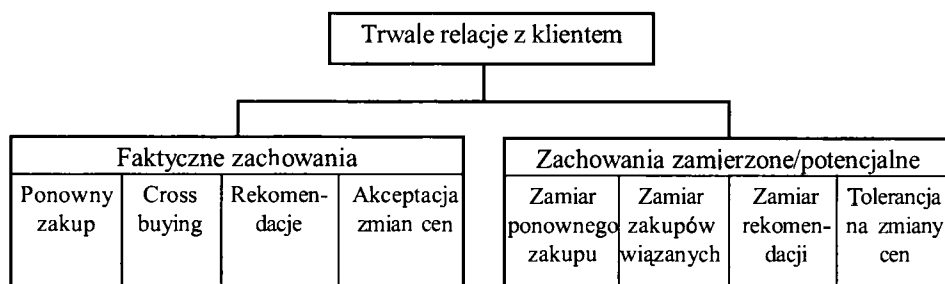 Trwałe relacje z klientem
Faktyczne zachowania
Ponowny
zakup
Cross
buying
Rekomen-
dacje
Akceptacja
zmian cen
Zachowania zamierzone/potencjalne
Zamiar
ponownego
zakupu
Zamiar
zakupów
wiązanych
Zamiar
rekomen-
dacji
Tolerancja
na zmiany
cen